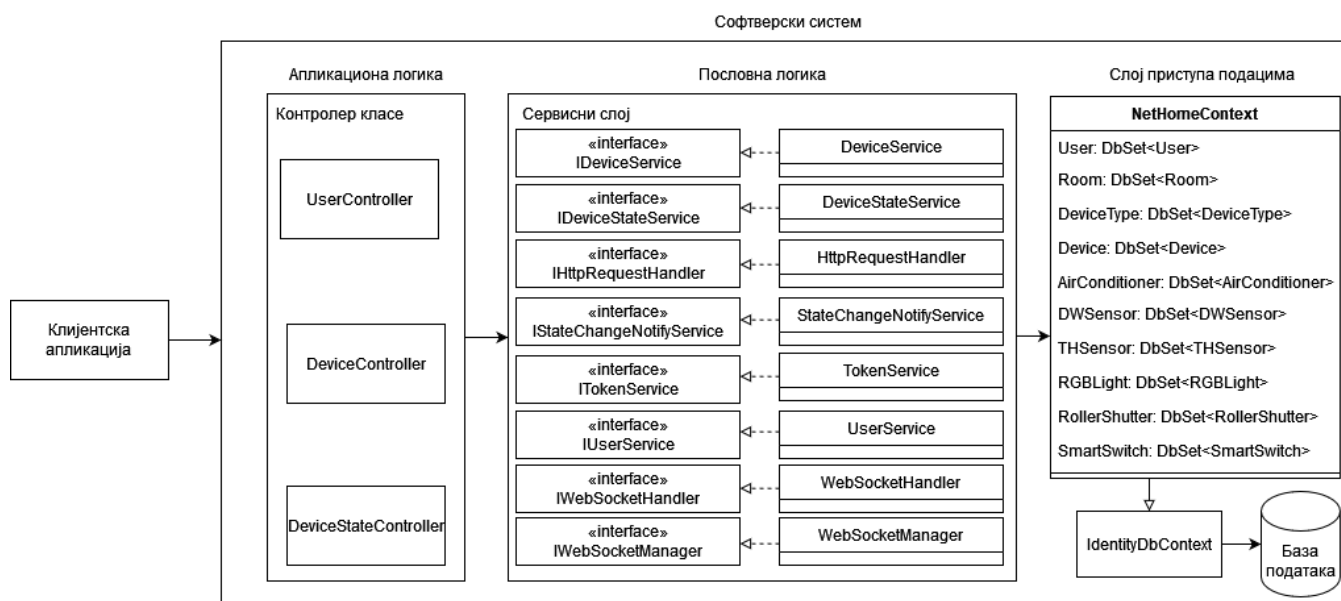 Софтверски систем
Апликациона логика
Пословна логика
Слој приступа подацима
Клијентска
апликација
Контролер класе
UserController
DeviceController
DeviceStateController
Сервисни слој
«interface»
IDeviceService
DeviceService
«interface»
IDeviceStateService
DeviceStateService
«interface»
IHttpRequestHandler
HttpRequestHandler
«interface»
IStateChangeNotifyService
StateChangeNotifyService
«interface»
ITokenService
TokenService
«interface»
IUserService
UserService
«interface»
IWebSocketHandler
WebSocketHandler
«interface»
IWebSocketManager
WebSocketManager
NetHomeContext
User: DbSet<User>
Room: DbSet<Room>
DeviceType: DbSet<DeviceType>
Device: DbSet<Device>
AirConditioner: DbSet<AirConditioner>
DWSensor: DbSet<DWSensor>
THSensor: DbSet<THSensor>
RGBLight: DbSet<RGBLight>
RollerShutter: DbSet<RollerShutter>
SmartSwitch: DbSet<SmartSwitch>
IdentityDbContext
База
података